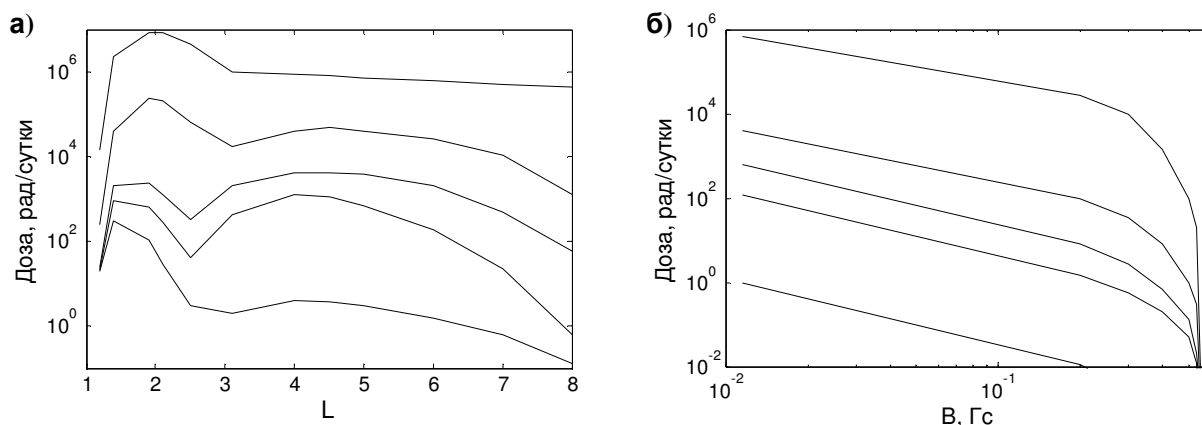 а)
Доза, рад/сутки
10^6
10^4
10^2
10^0
1 2 3 4 5 6 7 8
L
б)
Доза, рад/сутки
10^6
10^4
10^2
10^0
10^-2
10^-2 10^-1
В, Гс